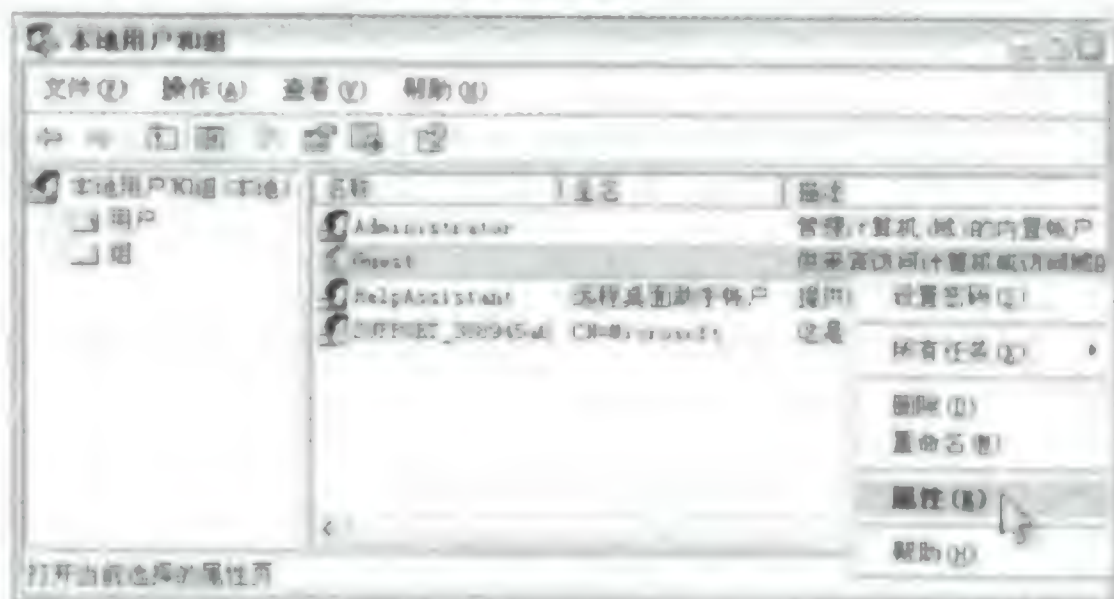 本地用户和组
文件(F) 操作(A) 查看(V) 帮助(H)
本地用户和组(本地)
用户
组
名称 全名 描述
Administrator 管理计算机(域)的内置帐户
Guest 供来宾访问计算机或访问域的
HelpAssistant 远程桌面助手帐户 提供
SUPPORT_388945a0 CN=Microsoft 这是
设置密码(S)
所有任务(K)
删除(D)
重命名(M)
属性(R)
帮助(H)
打开当前选择的属性页